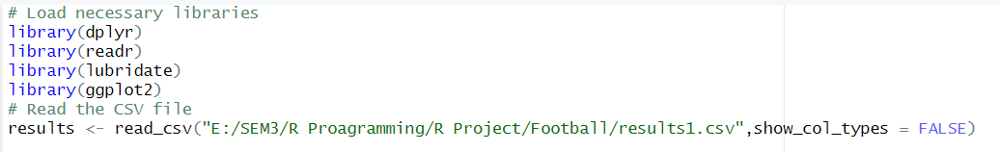 # Load necessary libraries
library(dplyr)
library(readr)
library(lubridate)
library(ggplot2)
# Read the CSV file
results <- read_csv("E:/SEM3/R Proagramming/R Project/Football/results1.csv",show_col_types = FALSE)